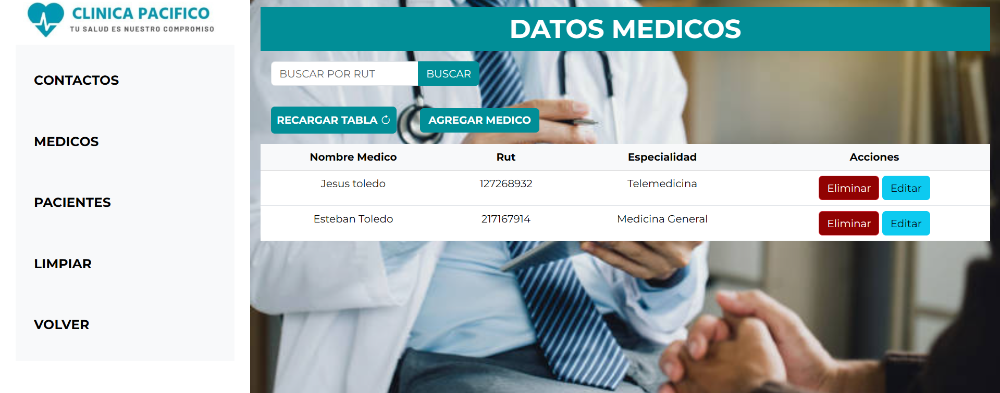 CLINICA PACIFICO
TU SALUD ES NUESTRO COMPROMISO
CONTACTOS
MEDICOS
PACIENTES
LIMPIAR
VOLVER
DATOS MEDICOS
BUSCAR POR RUT BUSCAR
RECARGAR TABLA AGREGAR MEDICO
Nombre Medico Rut Especialidad Acciones
Jesus toledo 127268932 Telemedicina Eliminar Editar
Esteban Toledo 217167914 Medicina General Eliminar Editar